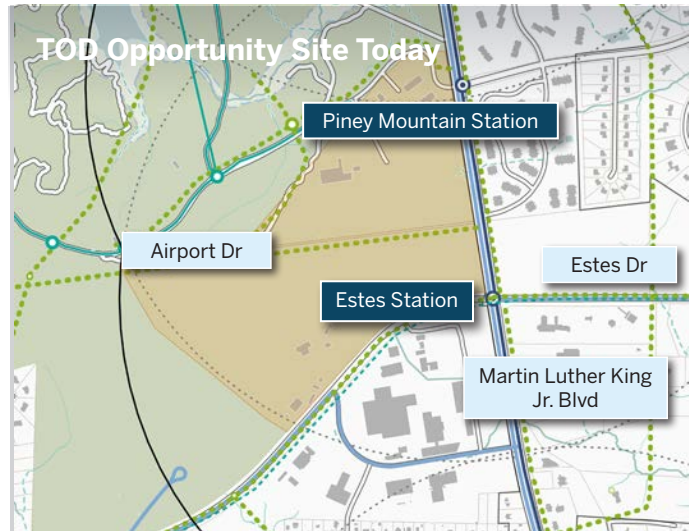 TOD Opportunity Site Today
Piney Mountain Station
Airport Dr
Estes Dr
Estes Station
Martin Luther King
Jr. Blvd